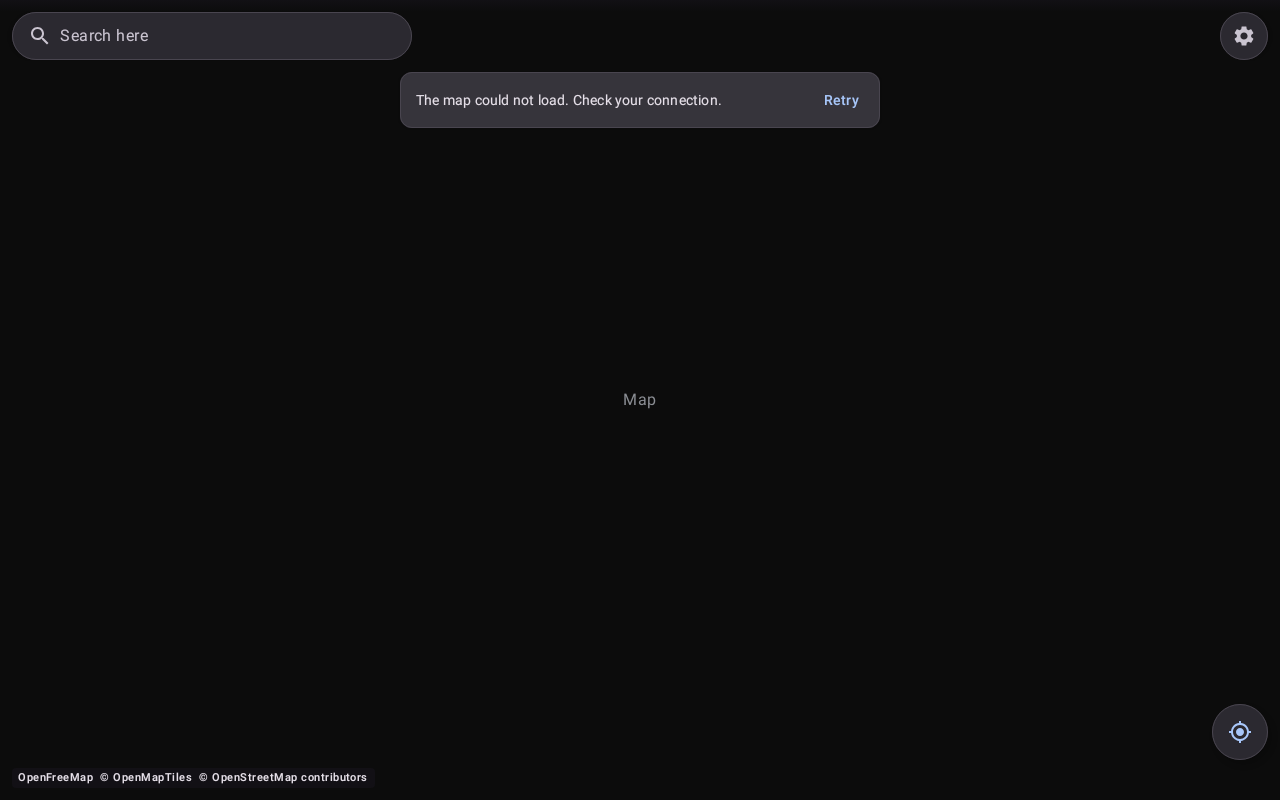 Search here
The map could not load. Check your connection. Retry
Map
OpenFreeMap © OpenMapTiles © OpenStreetMap contributors